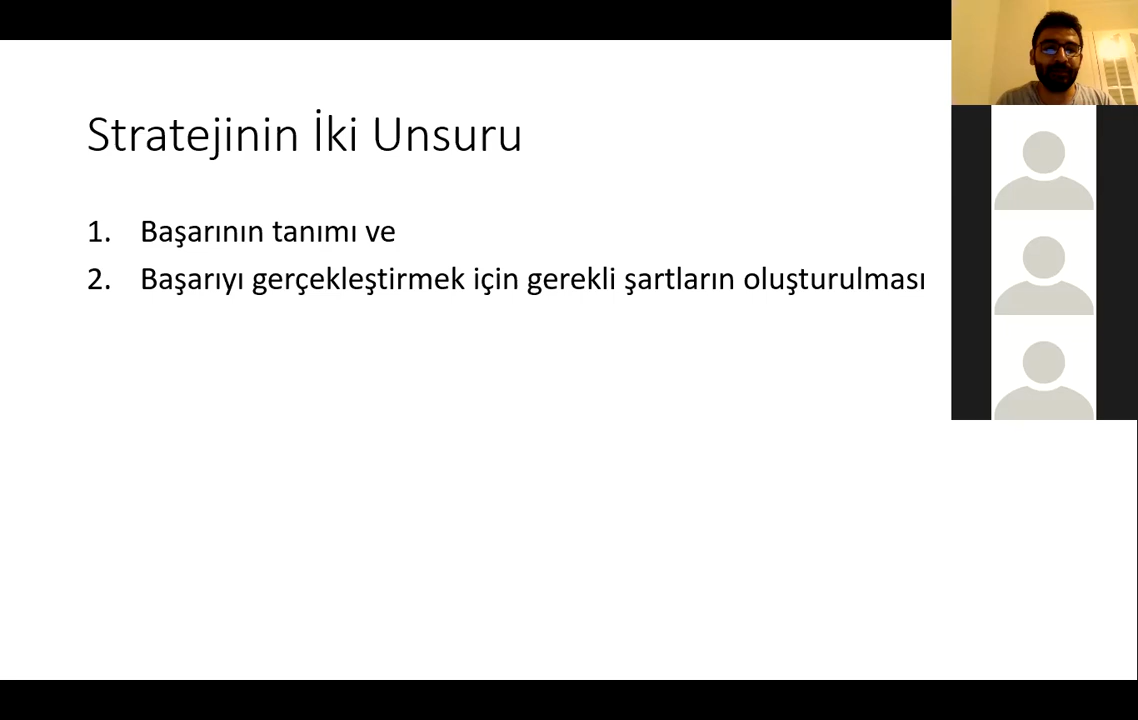 Stratejinin İki Unsuru
1. Başarının tanımı ve
2. Başarıyı gerçekleştirmek için gerekli şartların oluşturulması